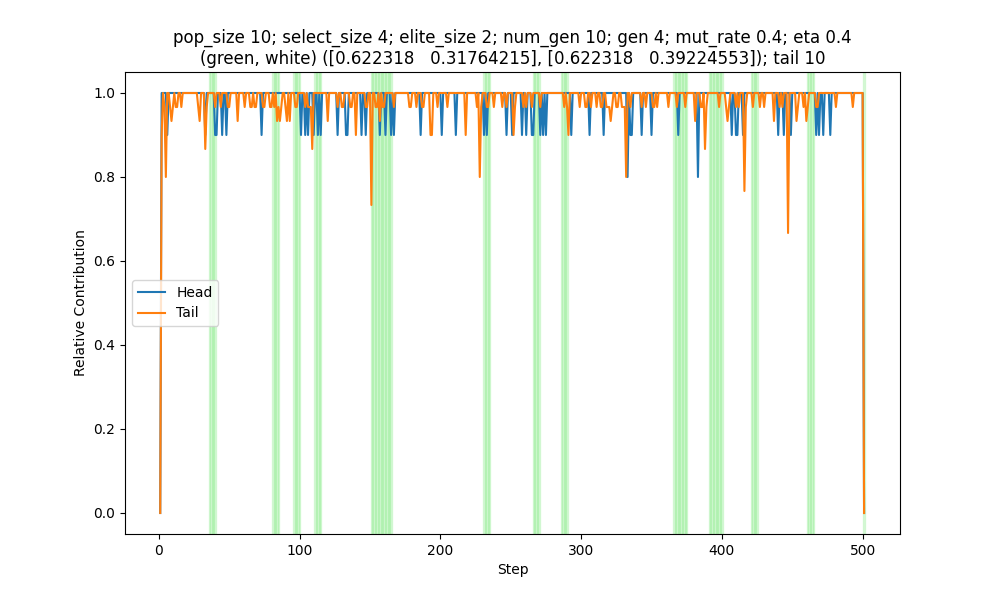 pop_size 10; select_size 4; elite_size 2; num_gen 10; gen 4; mut_rate 0.4; eta 0.4
(green, white) ([0.622318   0.31764215], [0.622318   0.39224553]); tail 10
1.0
0.8
0.6
0.4
0.2
0.0
Relative Contribution
Head
Tail
0
100
200
300
400
500
Step